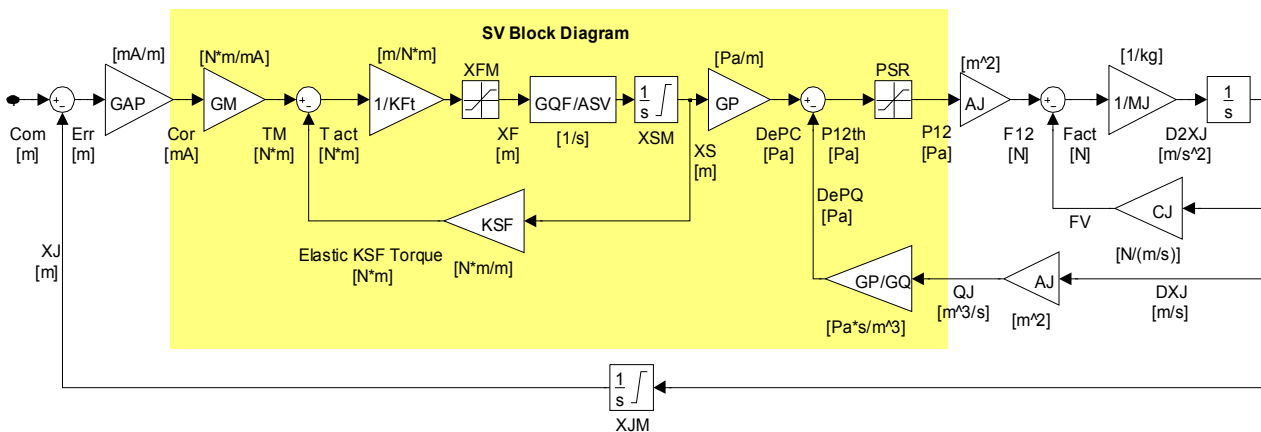 SV Block Diagram
[mA/m]
[N*m/mA]
[m/N*m]
XFM
[Pa/m]
PSR
[m^2]
[1/kg]
+
−
GAP
GM
+
−
1/KFt
GQF/ASV
1
s
GP
+
−
AJ
+
−
1/MJ
1
s
Com
[m]
Err
[m]
Cor
[mA]
TM
[N*m]
T act
[N*m]
XF
[m]
[1/s]
XSM
XS
[m]
DePC
[Pa]
P12th
[Pa]
P12
[Pa]
F12
[N]
Fact
[N]
D2XJ
[m/s^2]
DePQ
[Pa]
KSF
CJ
FV
XJ
[m]
Elastic KSF Torque
[N*m]
[N*m/m]
[N/(m/s)]
GP/GQ
QJ
[m^3/s]
AJ
[m^2]
DXJ
[m/s]
[Pa*s/m^3]
1
s
XJM